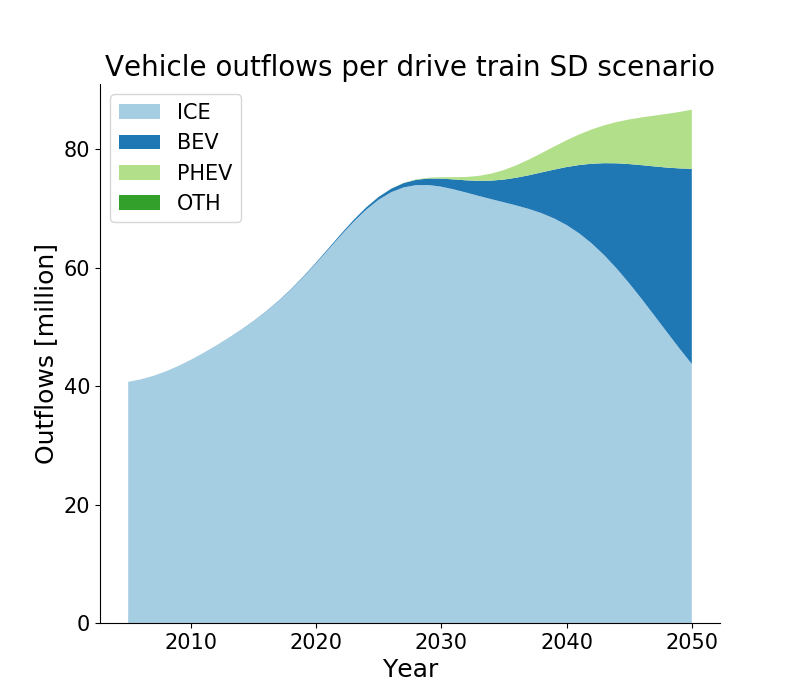 Vehicle outflows per drive train SD scenario
ICE
BEV
PHEV
OTH
Outflows [million]
80
60
40
20
0
2010 2020 2030 2040 2050
Year